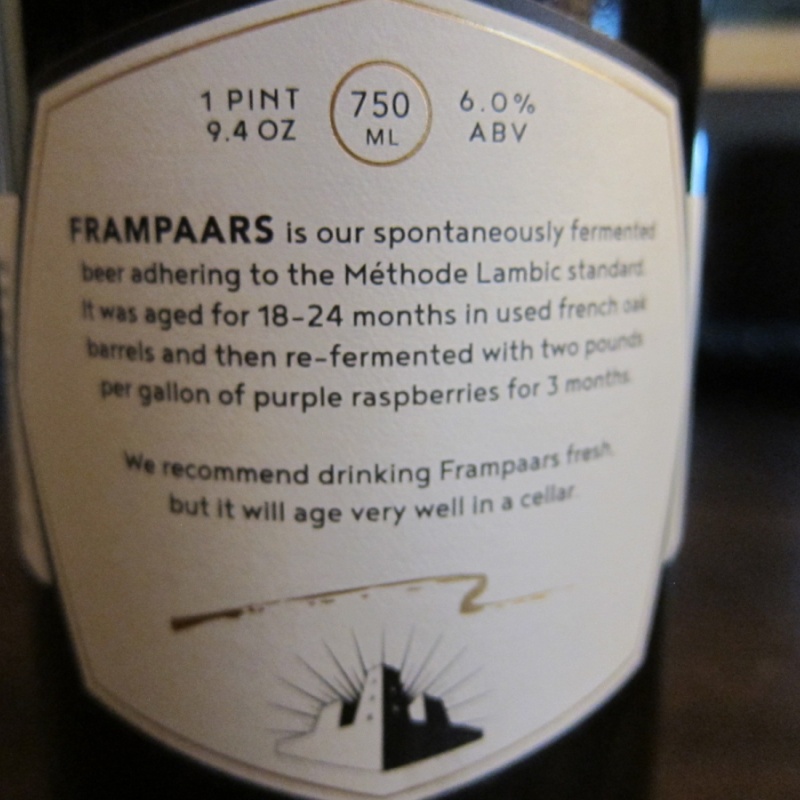 1 PINT
9.4 OZ
750
ML
6.0%
ABV
FRAMPAARS is our spontaneously fermented
beer adhering to the Méthode Lambic standard.
It was aged for 18-24 months in used french oak
barrels and then re-fermented with two pounds
per gallon of purple raspberries for 3 months.
We recommend drinking Frampaars fresh,
but it will age very well in a cellar.